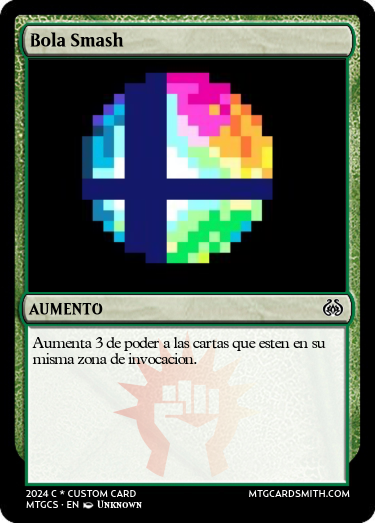 Bola Smash
AUMENTO
Aumenta 3 de poder a las cartas que esten en su
misma zona de invocacion.
2024 C * CUSTOM CARD
MTGCARDSMITH.COM
MTGCS · EN Unknown